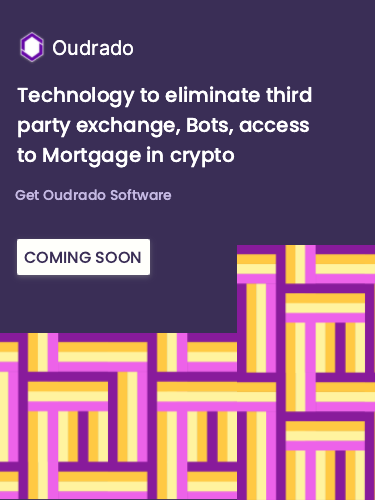 Oudrado
Technology to eliminate third
party exchange, Bots, access
to Mortgage in crypto
Get Oudrado Software
COMING SOON